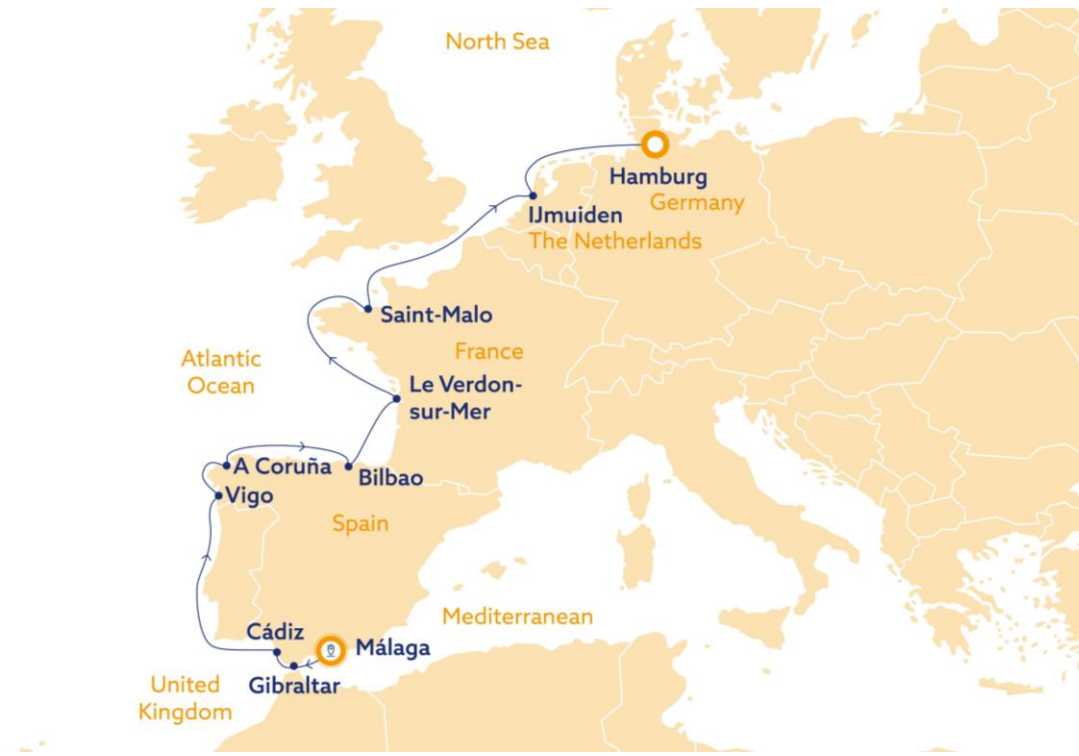 North Sea
Hamburg
Germany
IJmuiden
The Netherlands
Saint-Malo
France
Atlantic
Ocean
Le Verdon-
sur-Mer
A Coruña
Bilbao
Vigo
Spain
Mediterranean
Cádiz
Málaga
Gibraltar
United
Kingdom